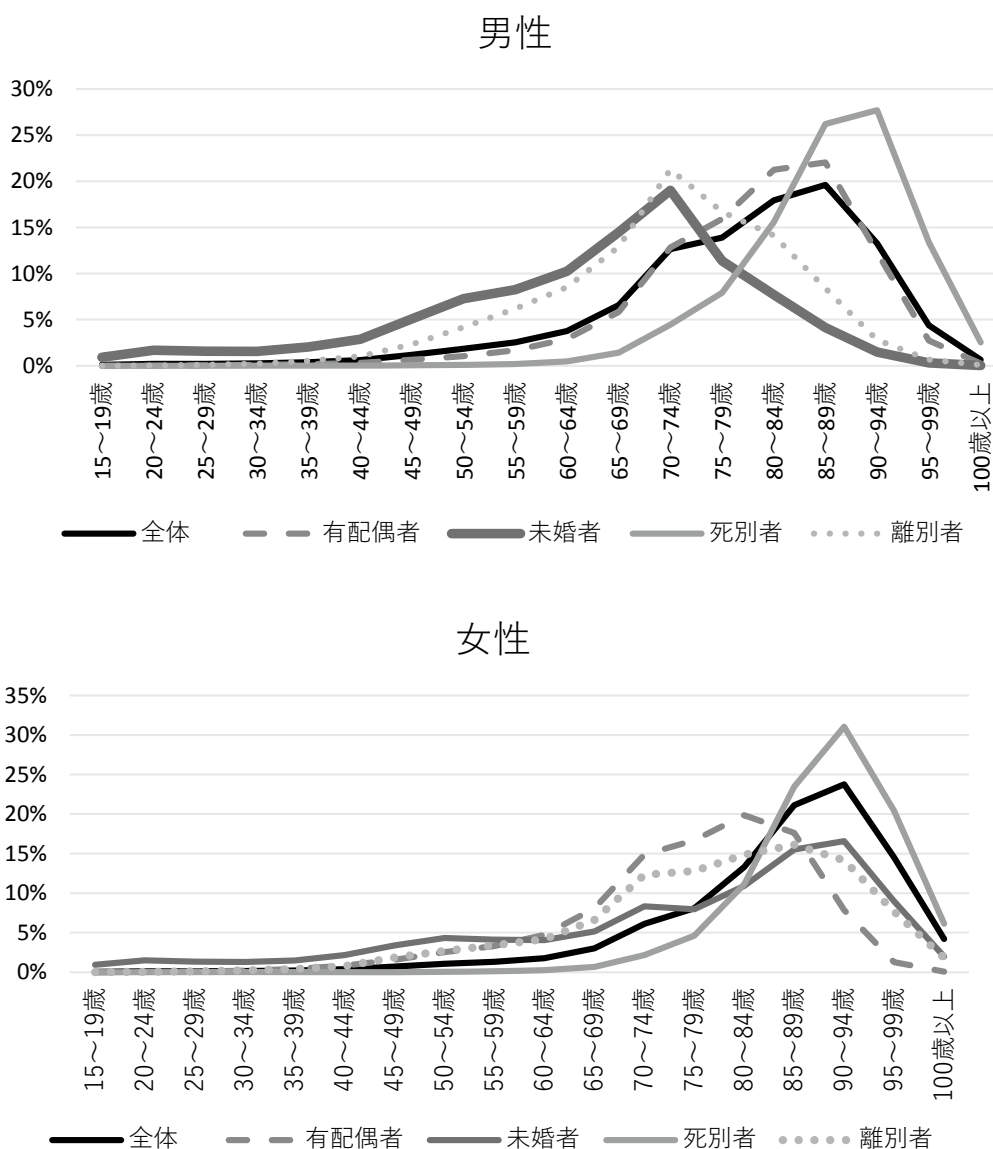 男性
30%
25%
20%
15%
10%
5%
0%
15～19歳
20～24歳
25～29歳
30～34歳
35～39歳
40～44歳
45～49歳
50～54歳
55～59歳
60～64歳
65～69歳
70～74歳
75～79歳
80～84歳
85～89歳
90～94歳
95～99歳
100歳以上
全体 有配偶者 未婚者 死別者 離別者
女性
35%
30%
25%
20%
15%
10%
5%
0%
15～19歳
20～24歳
25～29歳
30～34歳
35～39歳
40～44歳
45～49歳
50～54歳
55～59歳
60～64歳
65～69歳
70～74歳
75～79歳
80～84歳
85～89歳
90～94歳
95～99歳
100歳以上
全体 有配偶者 未婚者 死別者 離別者